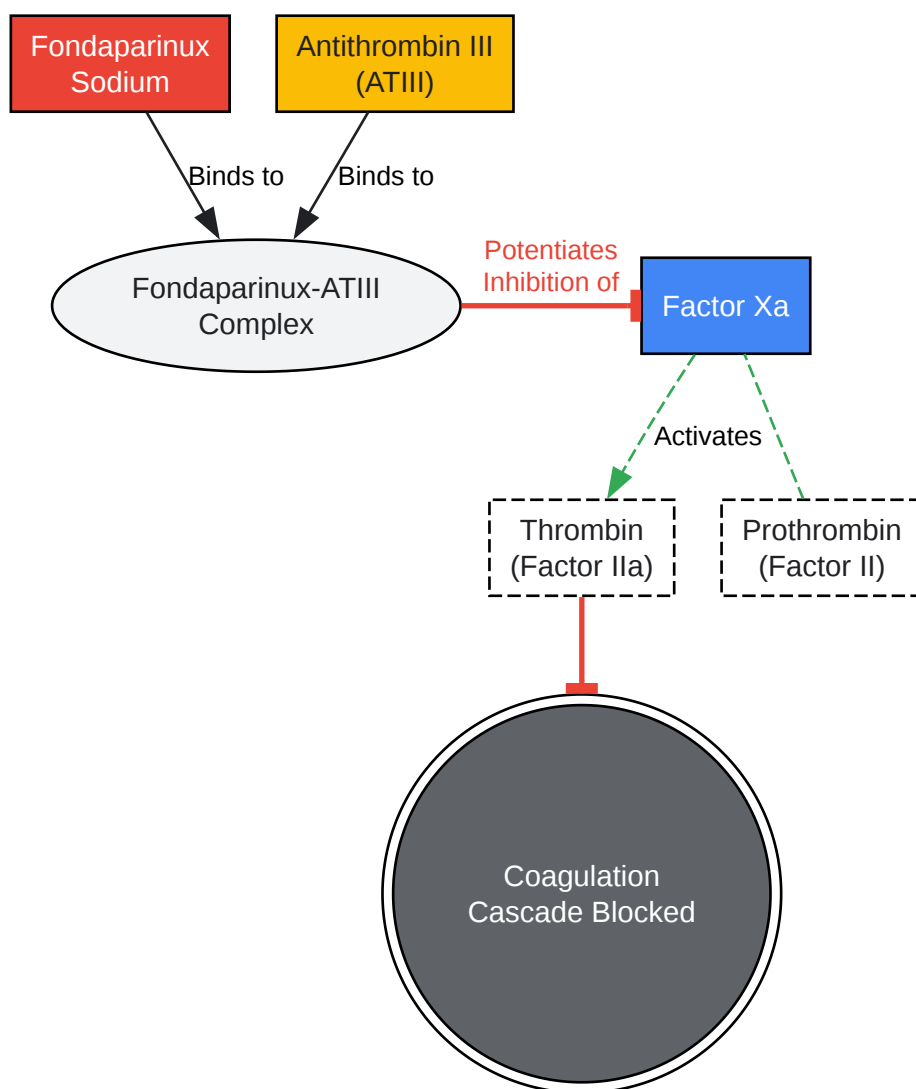 Fondaparinux
Sodium
Antithrombin III
(ATIII)
Binds to
Binds to
Potentiates
Inhibition of
Fondaparinux-ATIII
Complex
Factor Xa
Activates
Thrombin
(Factor IIa)
Prothrombin
(Factor II)
Coagulation
Cascade Blocked